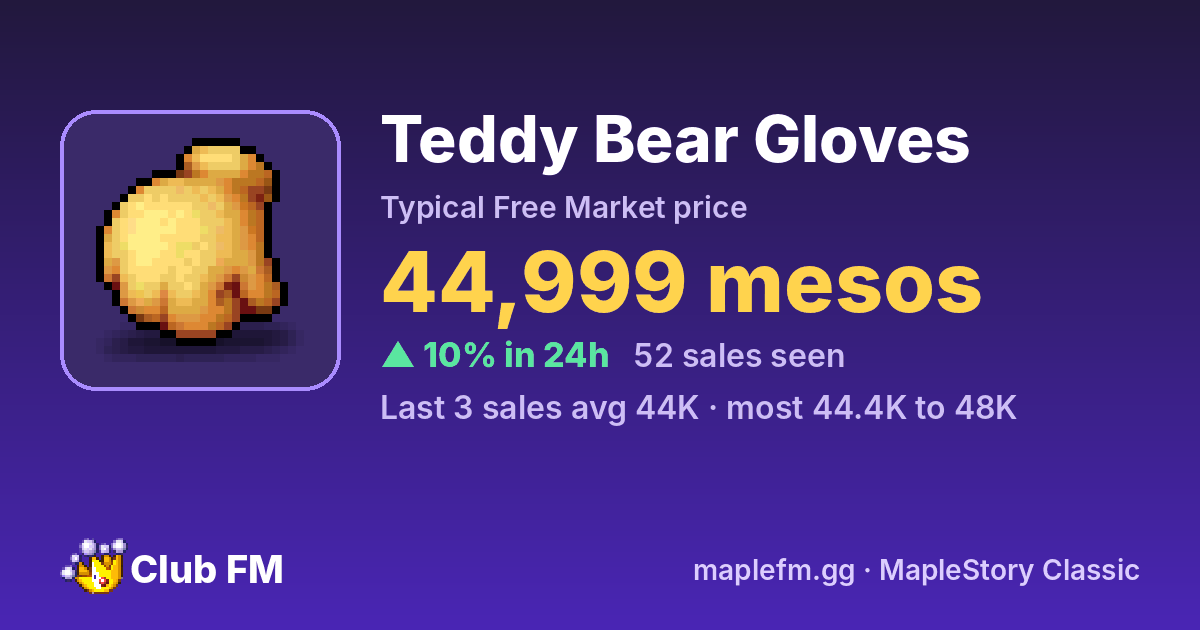 Teddy Bear Gloves
Typical Free Market price
44,999 mesos
▲ 10% in 24h 52 sales seen
Last 3 sales avg 44K · most 44.4K to 48K
Club FM
maplefm.gg · MapleStory Classic